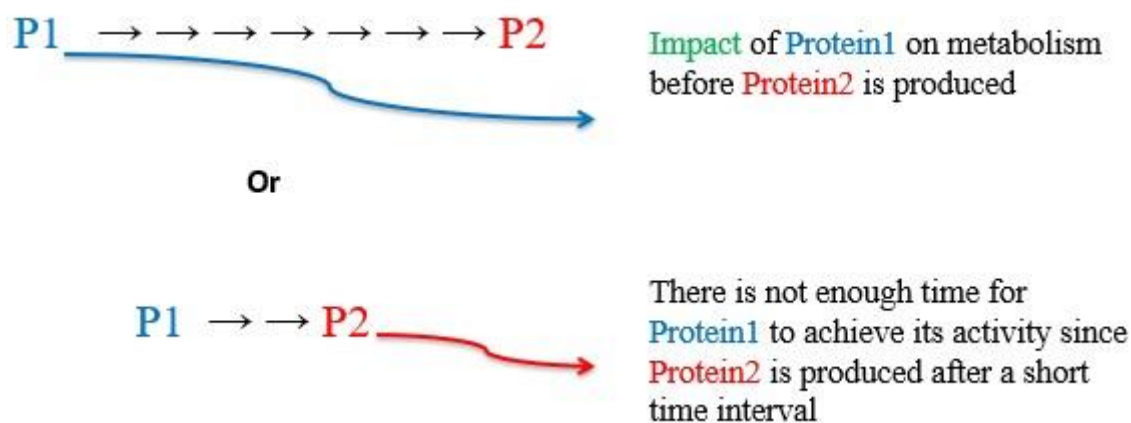 P1 → → → → → → → P2
Impact of Protein1 on metabolism
before Protein2 is produced
Or
P1 → → P2
There is not enough time for
Protein1 to achieve its activity since
Protein2 is produced after a short
time interval